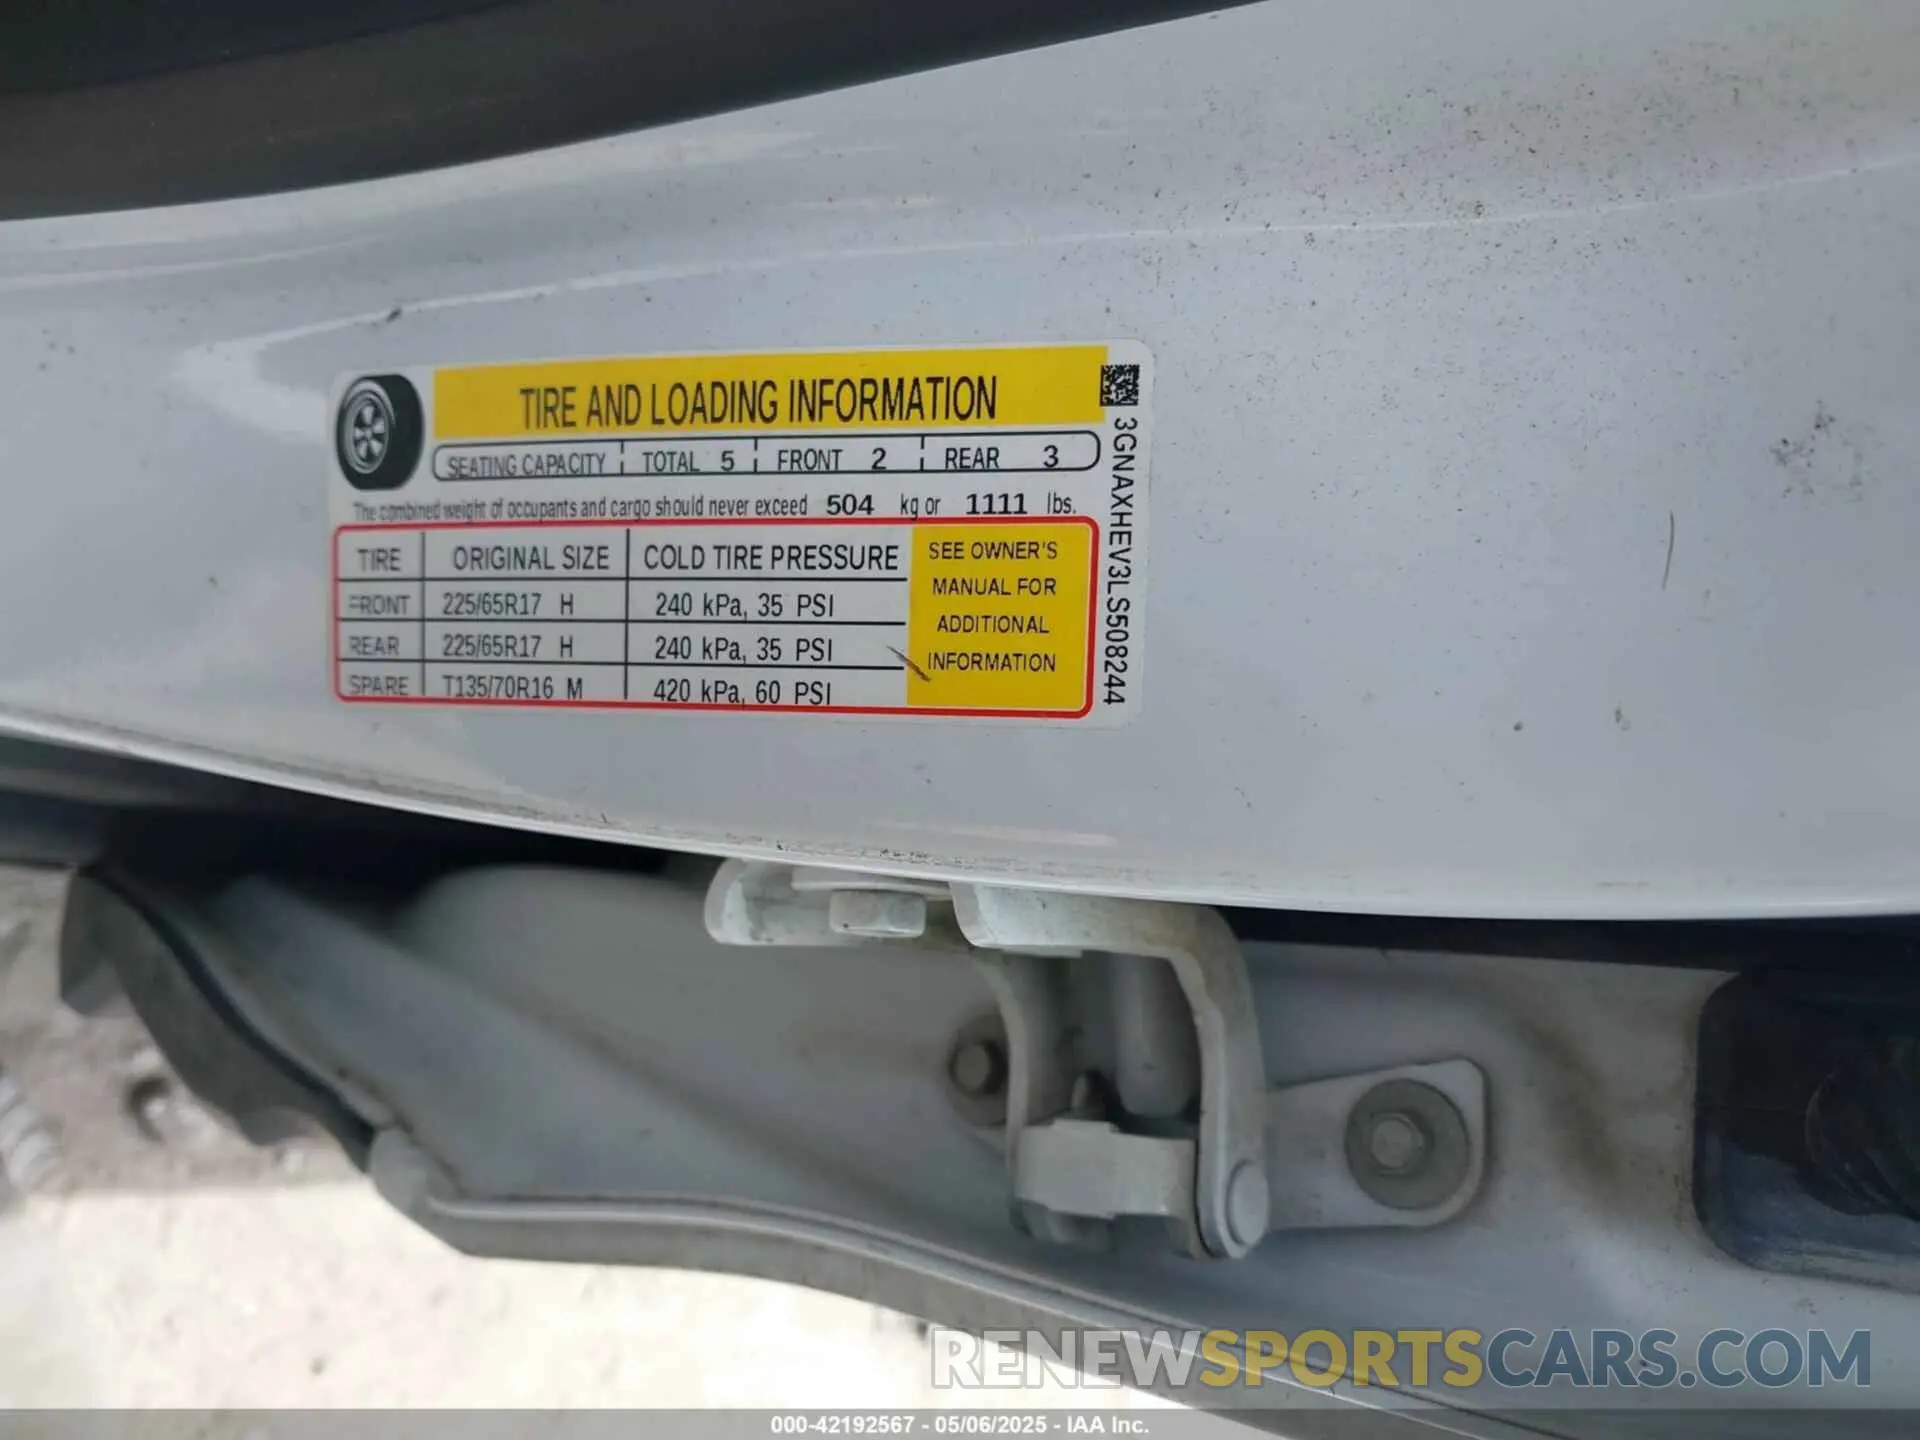 TIRE AND LOADING INFORMATION
SEATING CAPACITY TOTAL 5 FRONT 2 REAR 3
The combined weight of occupants and cargo should never exceed 504 kg or 1111 lbs.
TIRE ORIGINAL SIZE COLD TIRE PRESSURE
FRONT 225/65R17 H 240 kPa, 35 PSI
REAR 225/65R17 H 240 kPa, 35 PSI
SPARE T135/70R16 M 420 kPa, 60 PSI
SEE OWNER'S
MANUAL FOR
ADDITIONAL
INFORMATION
3GNAXHEV3LS508244
RENEWSPORTSCARS.COM
000-42192567 - 05/06/2025 - IAA Inc.